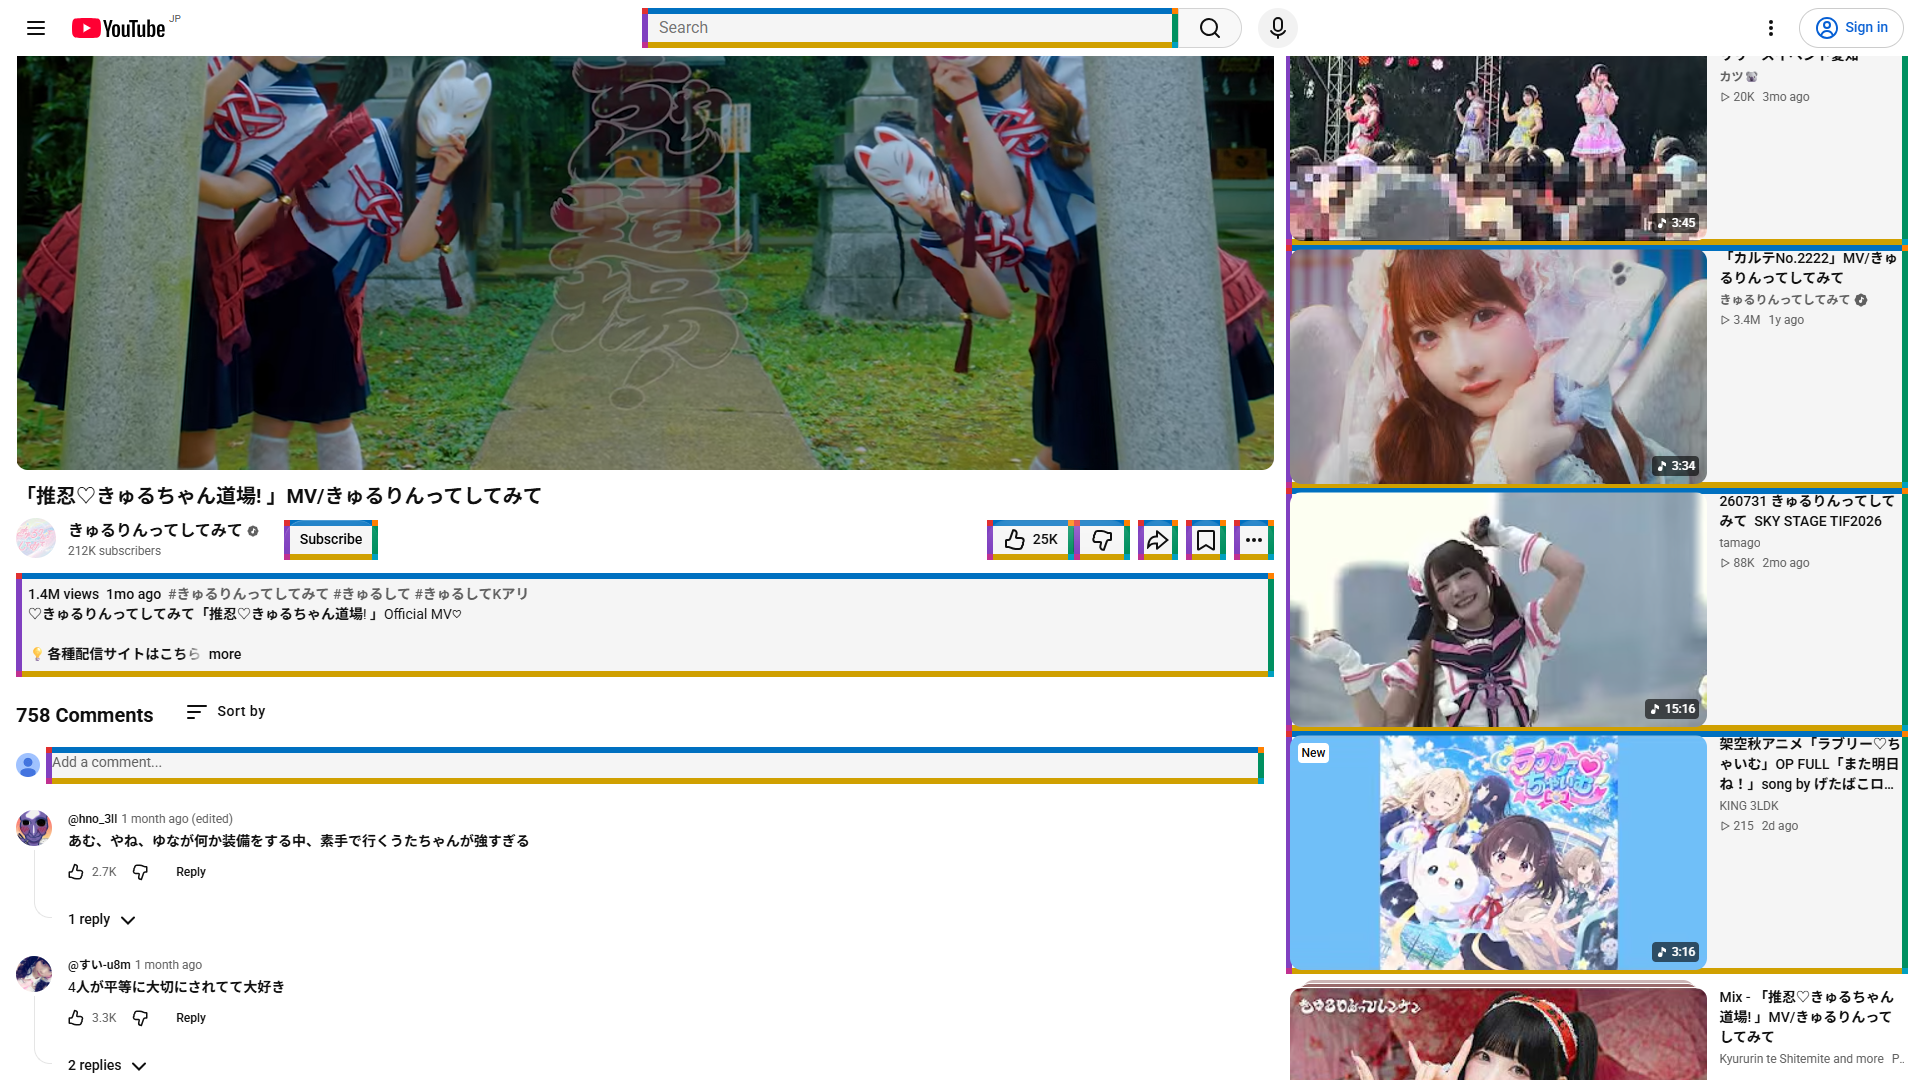 YouTube JP
Search
Sign in
推忍
道場
「推忍♡きゅるちゃん道場! 」MV/きゅるりんってしてみて
きゅるりんってしてみて
212K subscribers
Subscribe
25K
1.4M views 1mo ago #きゅるりんってしてみて #きゅるして #きゅるしてKアリ
♡きゅるりんってしてみて「推忍♡きゅるちゃん道場! 」Official MV♡
💡各種配信サイトはこちら more
758 Comments
Sort by
Add a comment...
@hno_3ll 1 month ago (edited)
あむ、やね、ゆなが何か装備をする中、素手で行くうたちゃんが強すぎる
2.7K
Reply
1 reply
@すい-u8m 1 month ago
4人が平等に大切にされてて大好き
3.3K
Reply
2 replies
カツ
20K 3mo ago
3:45
「カルテNo.2222」MV/きゅ
るりんってしてみて
きゅるりんってしてみて
3.4M 1y ago
3:34
260731 きゅるりんってして
みて SKY STAGE TIF2026
tamago
88K 2mo ago
15:16
New
ラブリー♡
ちゃいむ
架空秋アニメ「ラブリー♡ち
ゃいむ」OP FULL「また明日
ね！」song by げたばこロ...
KING 3LDK
215 2d ago
3:16
Mix - 「推忍♡きゅるちゃん
道場! 」MV/きゅるりんって
してみて
Kyururin te Shitemite and more P...